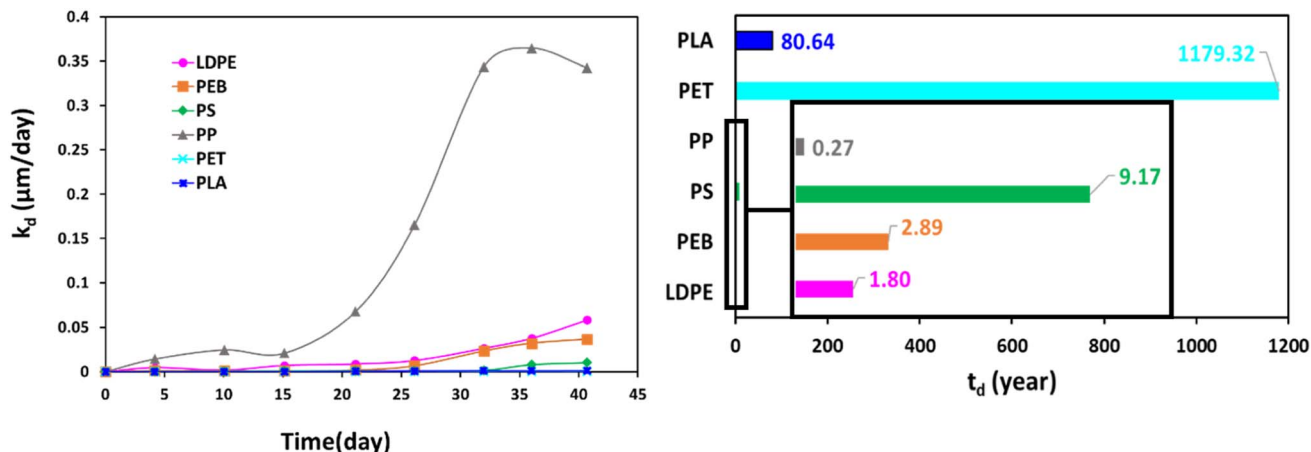 0.4
0.35
0.3
0.25
0.2
0.15
0.1
0.05
0
k_d (µm/day)
LDPE
PEB
PS
PP
PET
PLA
0 5 10 15 20 25 30 35 40 45
Time(day)
PLA
80.64
PET
1179.32
PP
0.27
PS
9.17
PEB
2.89
LDPE
1.80
0 200 400 600 800 1000 1200
t_d (year)